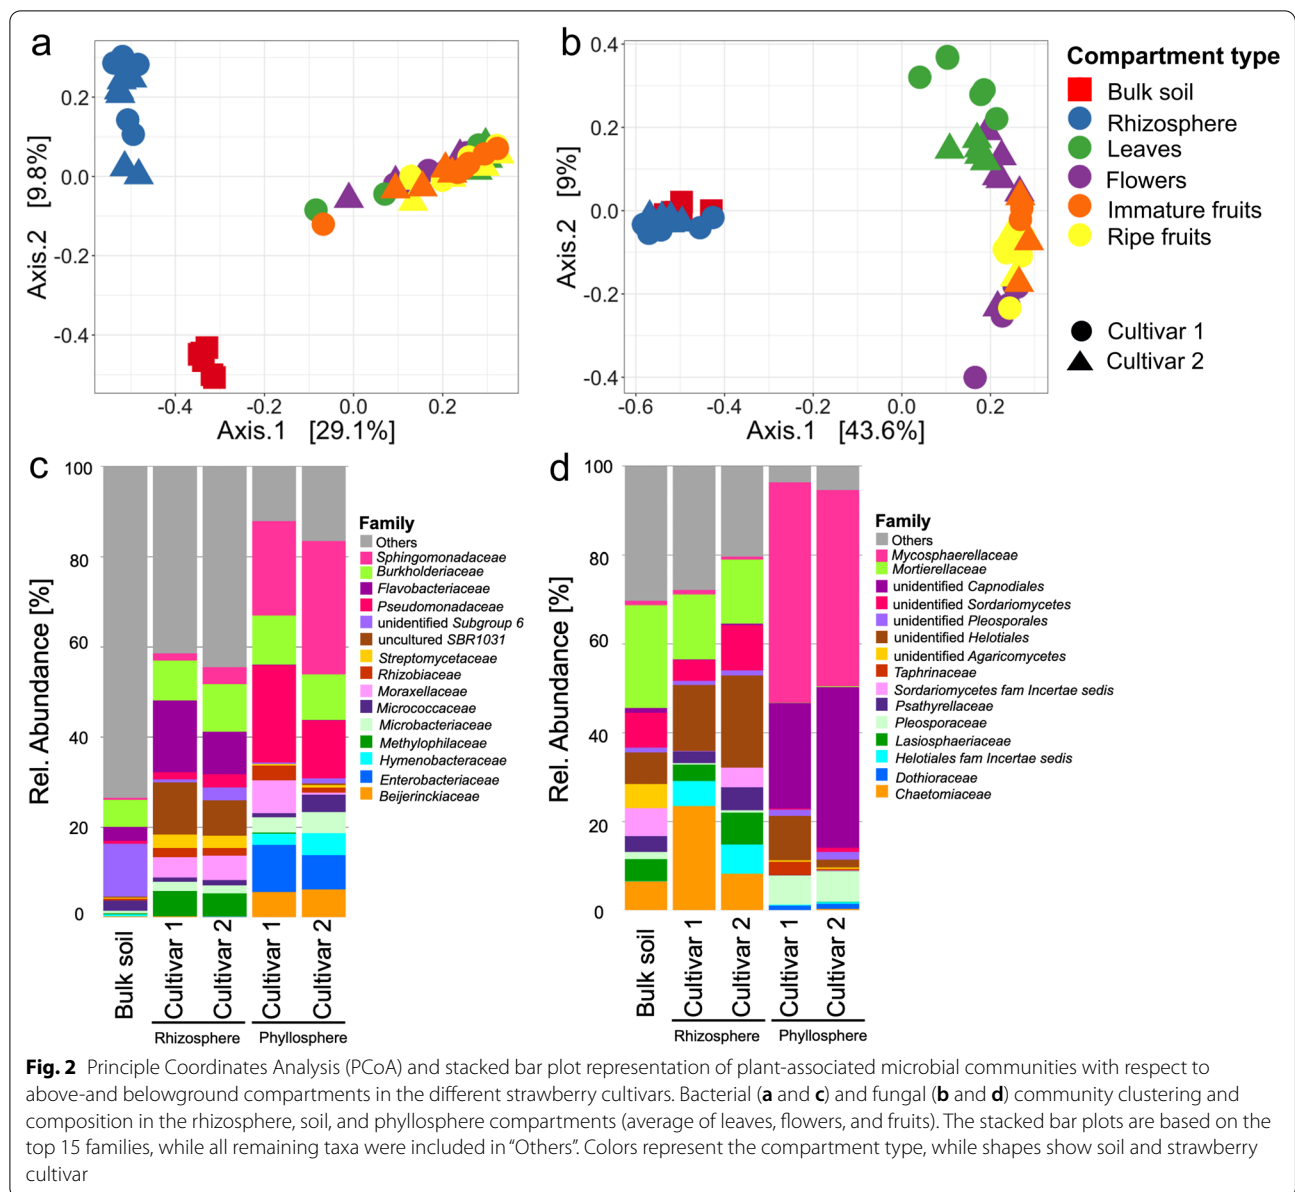 a
Axis.2 [9.8%]
0.2
0.0
-0.2
-0.4
-0.4
-0.2
0.0
0.2
Axis.1 [29.1%]
b
Axis.2 [9%]
0.4
0.2
0.0
-0.2
-0.4
-0.6
-0.4
-0.2
0.0
0.2
Axis.1 [43.6%]
Compartment type
Bulk soil
Rhizosphere
Leaves
Flowers
Immature fruits
Ripe fruits
Cultivar 1
Cultivar 2
c
Rel. Abundance [%]
100
80
60
40
20
0
Bulk soil
Cultivar 1
Cultivar 2
Cultivar 1
Cultivar 2
Rhizosphere
Phyllosphere
Family
Others
Sphingomonadaceae
Burkholderiaceae
Flavobacteriaceae
Pseudomonadaceae
unidentified Subgroup 6
uncultured SBR1031
Streptomycetaceae
Rhizobiaceae
Moraxellaceae
Micrococcaceae
Microbacteriaceae
Methylophilaceae
Hymenobacteraceae
Enterobacteriaceae
Beijerinckiaceae
d
Rel. Abundance [%]
100
80
60
40
20
0
Bulk soil
Cultivar 1
Cultivar 2
Cultivar 1
Cultivar 2
Rhizosphere
Phyllosphere
Family
Others
Mycosphaerellaceae
Mortierellaceae
unidentified Capnodiales
unidentified Sordariomycetes
unidentified Pleosporales
unidentified Helotiales
unidentified Agaricomycetes
Taphrinaceae
Sordariomycetes fam Incertae sedis
Psathyrellaceae
Pleosporaceae
Lasiosphaeriaceae
Helotiales fam Incertae sedis
Dothioraceae
Chaetomiaceae
Fig. 2 Principle Coordinates Analysis (PCoA) and stacked bar plot representation of plant-associated microbial communities with respect to
above-and belowground compartments in the different strawberry cultivars. Bacterial (a and c) and fungal (b and d) community clustering and
composition in the rhizosphere, soil, and phyllosphere compartments (average of leaves, flowers, and fruits). The stacked bar plots are based on the
top 15 families, while all remaining taxa were included in “Others”. Colors represent the compartment type, while shapes show soil and strawberry
cultivar